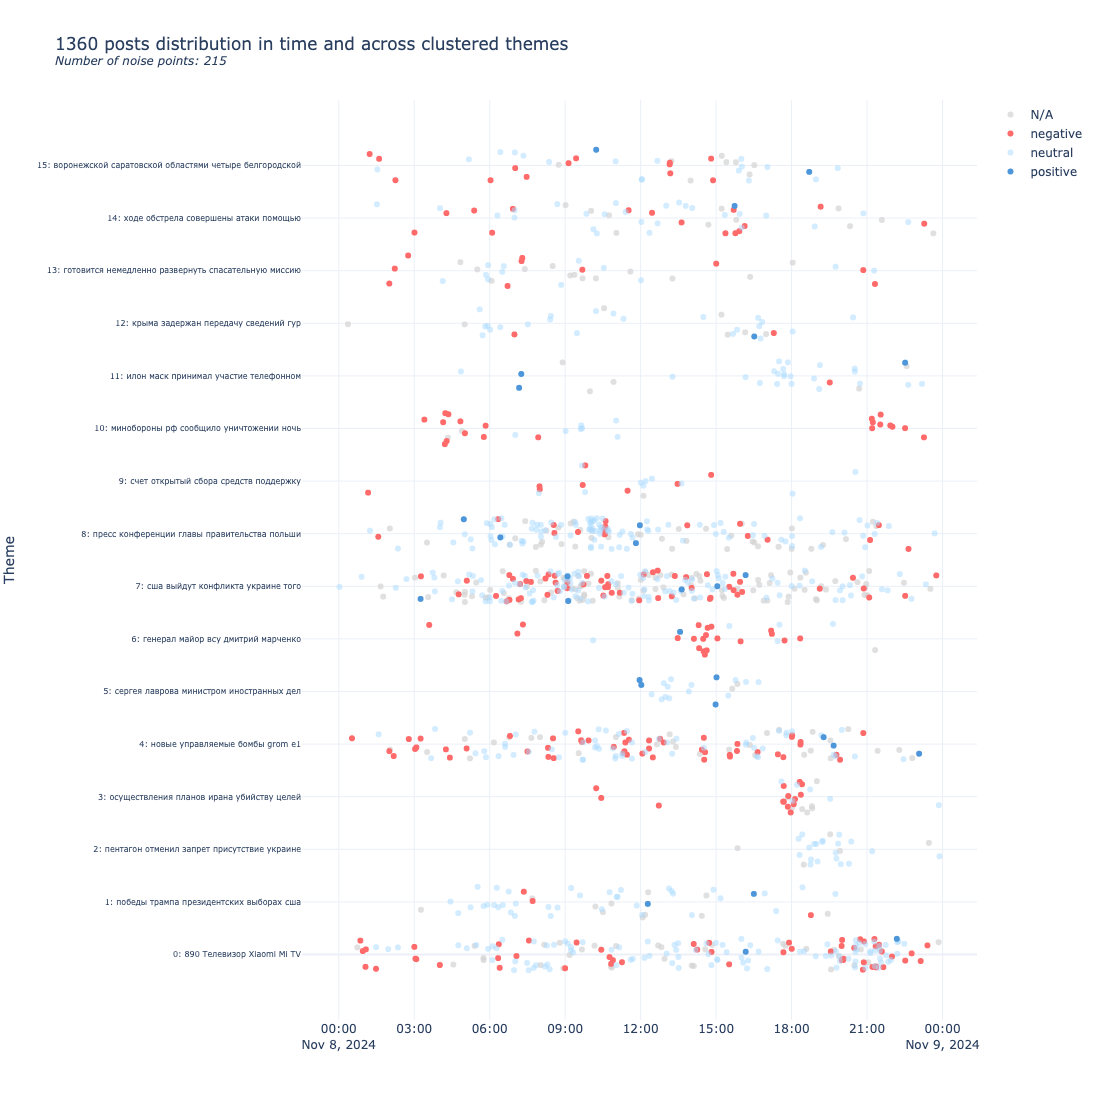 1360 posts distribution in time and across clustered themes
Number of noise points: 215
N/A
negative
neutral
positive
Theme
15: воронежской саратовской областями четыре белгородской
14: ходе обстрела совершены атаки помощью
13: готовится немедленно развернуть спасательную миссию
12: крыма задержан передачу сведений гур
11: илон маск принимал участие телефонном
10: минобороны рф сообщило уничтожении ночь
9: счет открытый сбора средств поддержку
8: пресс конференции главы правительства польши
7: сша выйдут конфликта украине того
6: генерал майор всу дмитрий марченко
5: сергея лаврова министром иностранных дел
4: новые управляемые бомбы grom e1
3: осуществления планов ирана убийству целей
2: пентагон отменил запрет присутствие украине
1: победы трампа президентских выборах сша
0: 890 Телевизор Xiaomi Mi TV
00:00 03:00 06:00 09:00 12:00 15:00 18:00 21:00 00:00
Nov 8, 2024 Nov 9, 2024